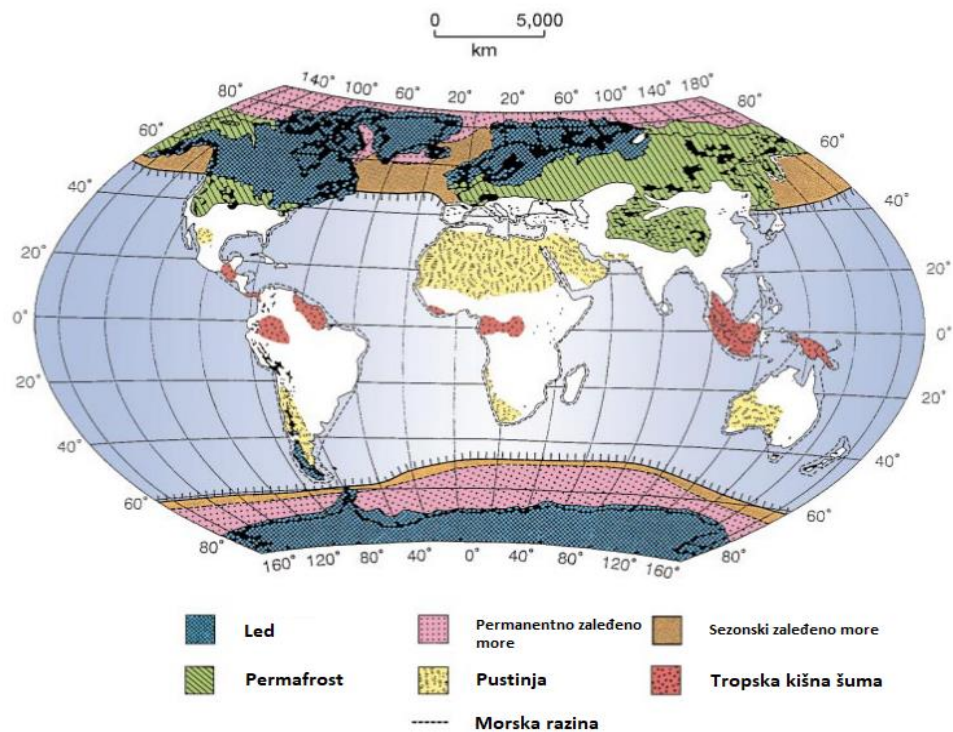 0 5,000
km
140° 100° 60° 20° 20° 60° 100° 140° 180°
80° 80°
60° 60°
40° 40°
20° 20°
0° 0°
20° 20°
40° 40°
60° 60°
80° 80°
160° 120° 80° 40° 0° 40° 80° 120° 160°
Led
Permanentno zaleđeno
more
Sezonski zaleđeno more
Permafrost
Pustinja
Tropska kišna šuma
Morska razina